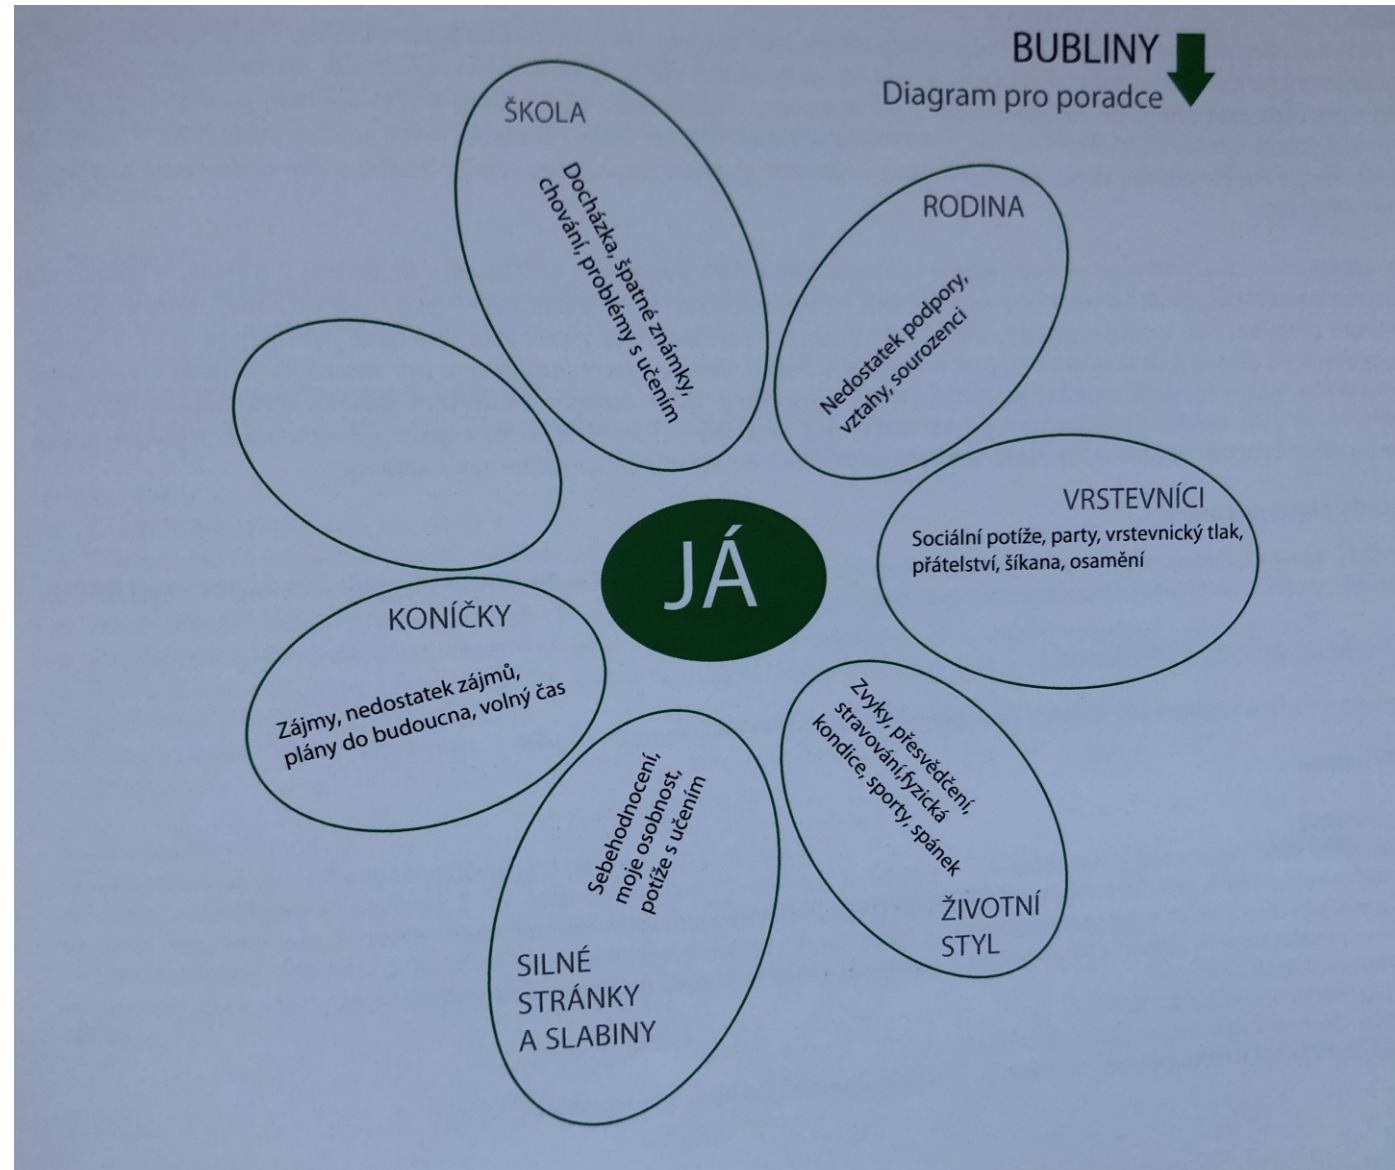 BUBLINY
Diagram pro poradce
ŠKOLA
Docházka, špatné známky,
chování, problémy s učením
RODINA
Nedostatek podpory,
vztahy, sourozenci
VRSTEVNÍCI
Sociální potíže, party, vrstevnický tlak,
přátelství, šíkana, osamění
JÁ
KONÍČKY
Zájmy, nedostatek zájmů,
plány do budoucna, volný čas
Zvyky, přesvědčení,
stravování,fyzická
kondice, sporty, spánek
ŽIVOTNÍ
STYL
Sebehodnocení,
moje osobnost,
potíže s učením
SILNÉ
STRÁNKY
A SLABINY